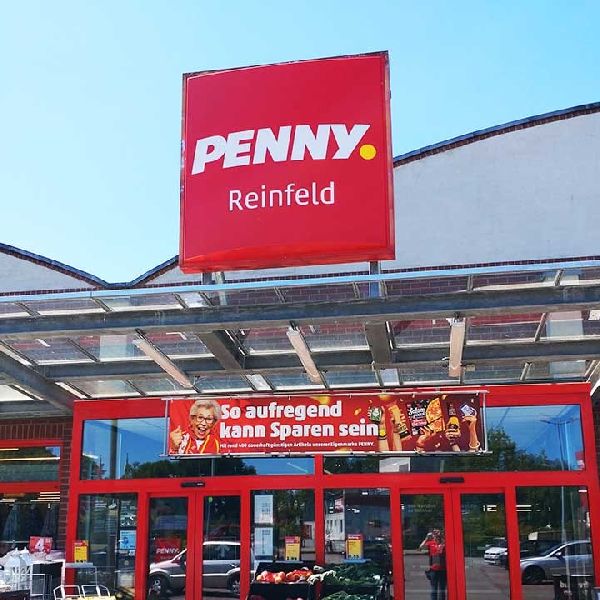 PENNY.
Reinfeld
So aufregend
kann Sparen sein
PENNY